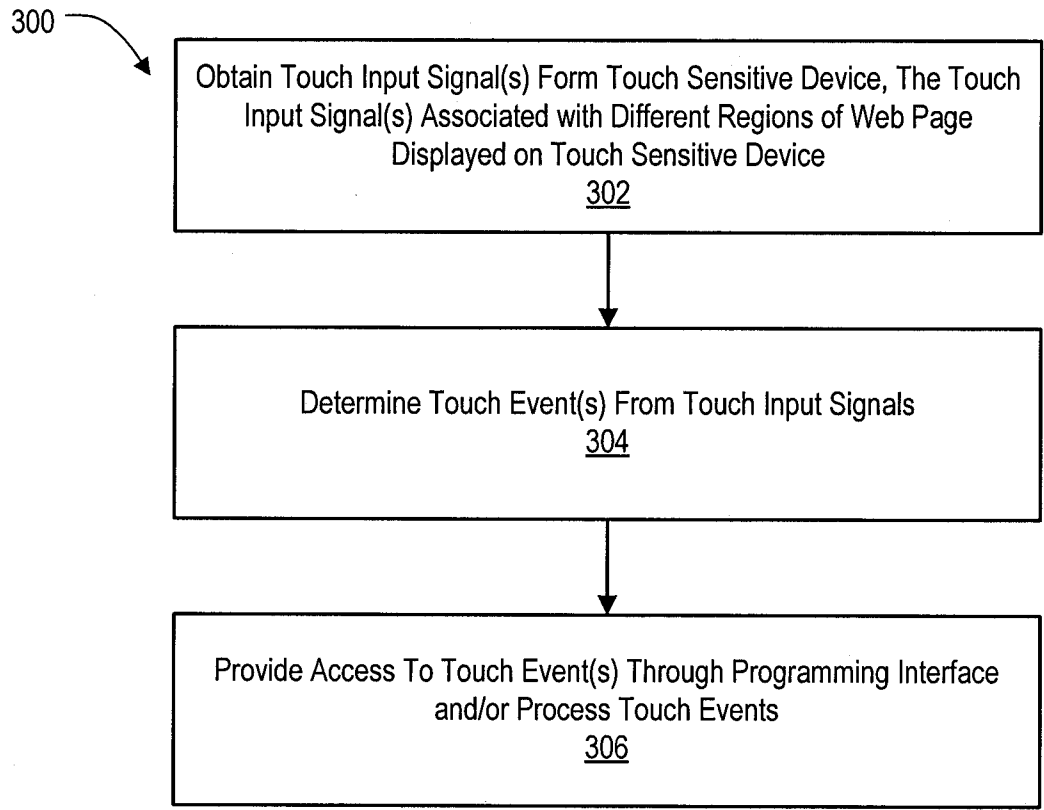 300
Obtain Touch Input Signal(s) Form Touch Sensitive Device, The Touch
Input Signal(s) Associated with Different Regions of Web Page
Displayed on Touch Sensitive Device
302
Determine Touch Event(s) From Touch Input Signals
304
Provide Access To Touch Event(s) Through Programming Interface
and/or Process Touch Events
306